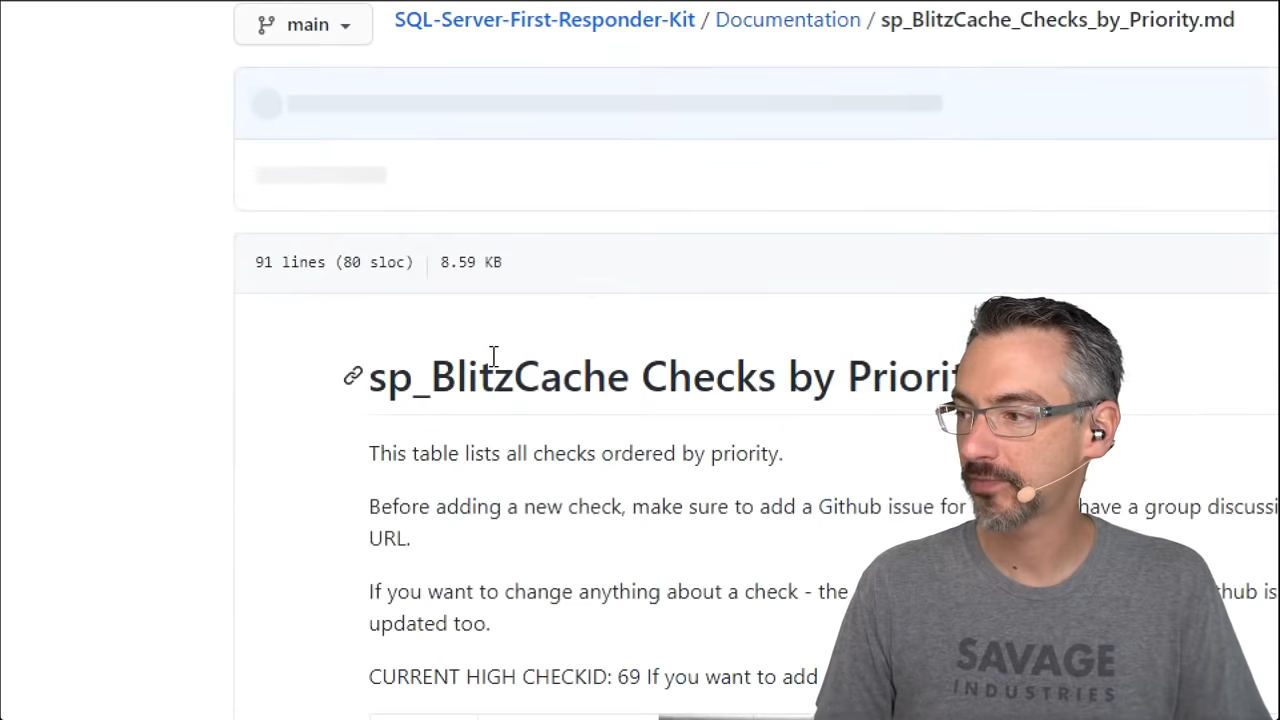 main
SQL-Server-First-Responder-Kit / Documentation / sp_BlitzCache_Checks_by_Priority.md
91 lines (80 sloc) 8.59 KB
sp_BlitzCache Checks by Priorit
This table lists all checks ordered by priority.
Before adding a new check, make sure to add a Github issue for have a group discussi
URL.
If you want to change anything about a check - the thub is
updated too.
CURRENT HIGH CHECKID: 69 If you want to add
SAVAGE
INDUSTRIES